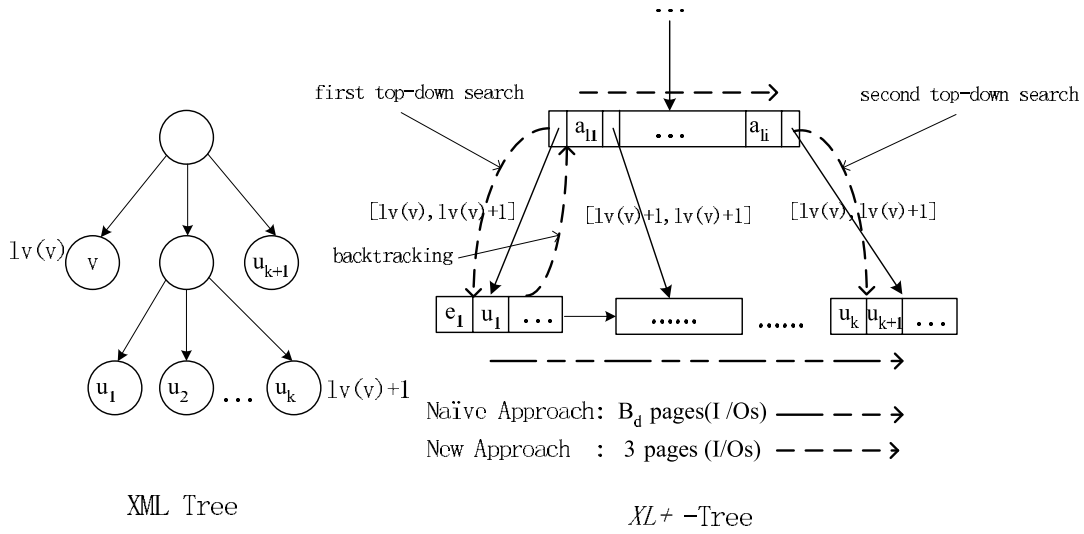 ...
first top-down search
second top-down search
a_l1 ... a_li
[lv(v),lv(v)+1]
[lv(v)+1,lv(v)+1]
[lv(v),lv(v)+1]
backtracking
lv(v)
v
u_k+1
e_1 u_1 ...
......
......
u_k u_k+1 ...
u_1
u_2
...
u_k
lv(v)+1
Naïve Approach: B_d pages(I /Os)
New Approach : 3 pages (I/Os)
XML Tree
XL+ -Tree